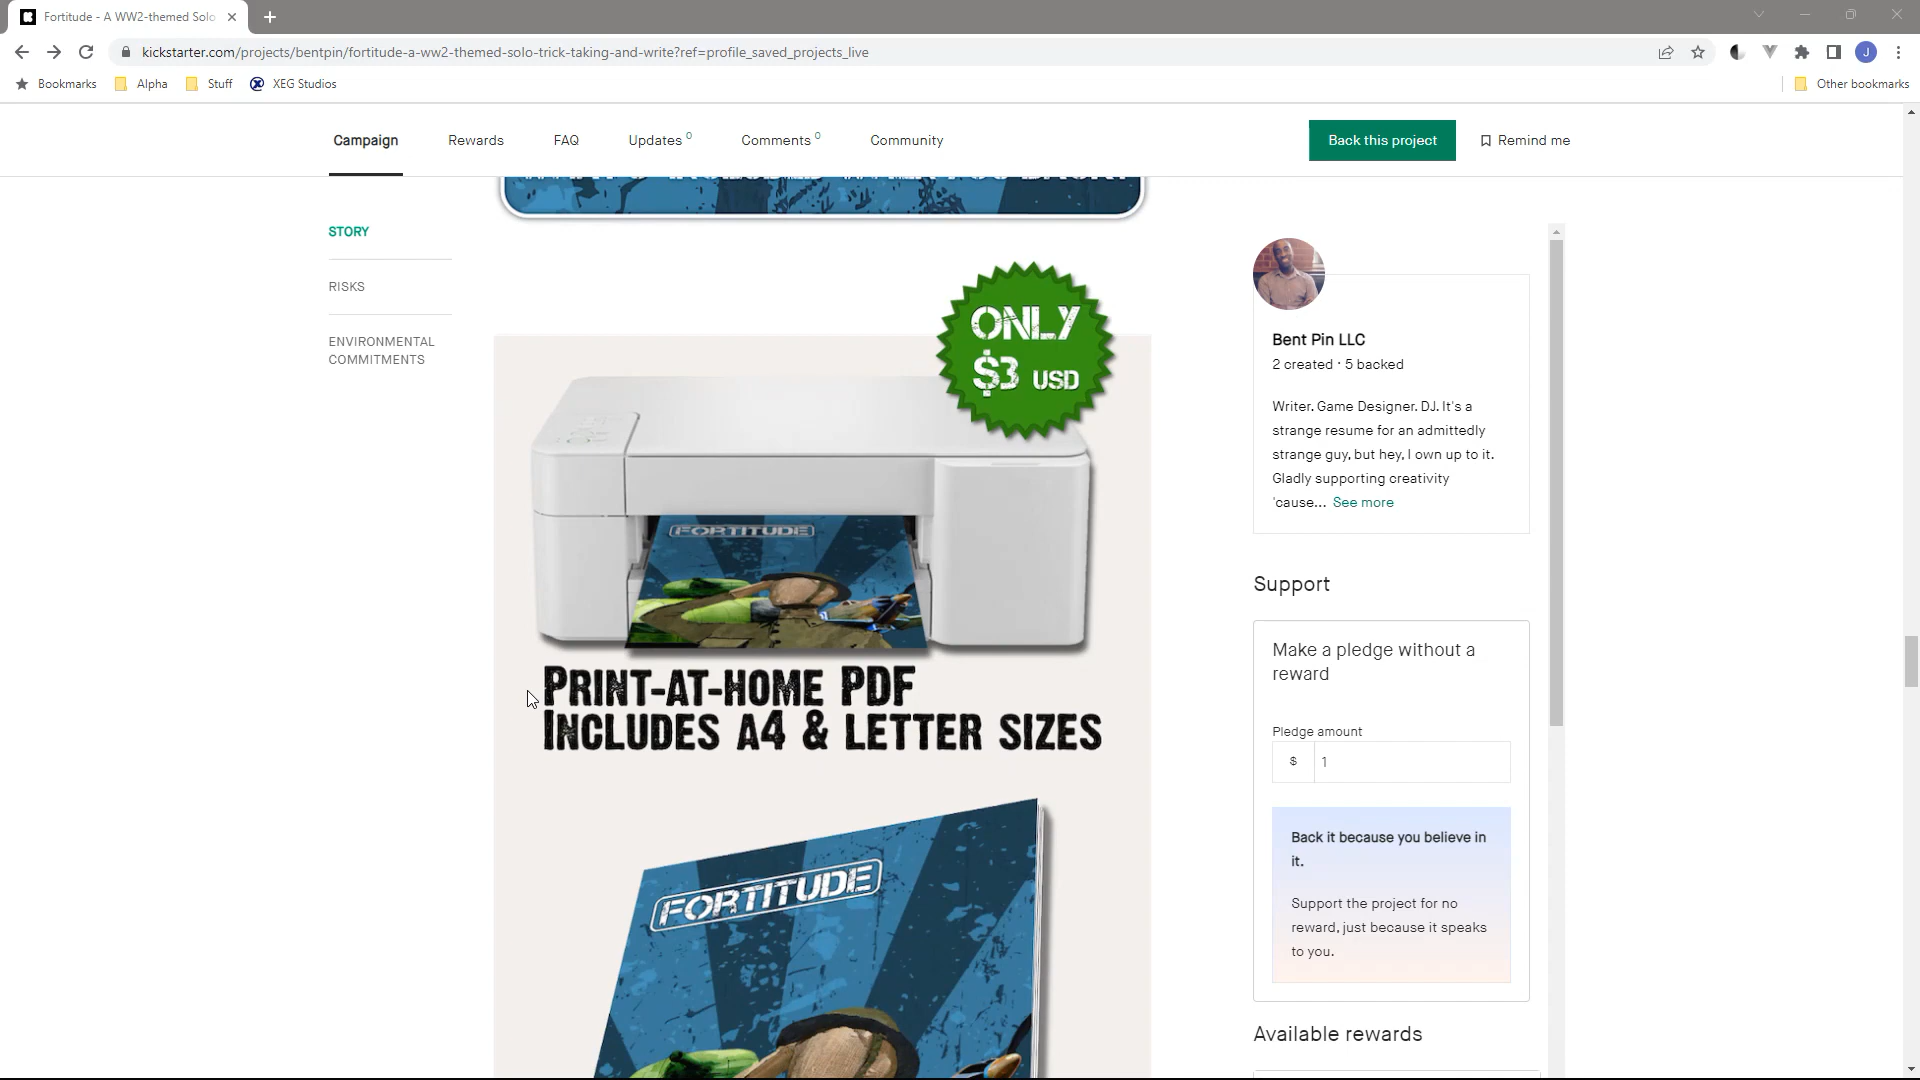 Fortitude - A WW2-themed Solo
kickstarter.com/projects/bentpin/fortitude-a-ww2-themed-solo-trick-taking-and-write?ref=profile_saved_projects_live
J
Bookmarks
Alpha
Stuff
XEG Studios
Other bookmarks
Campaign
Rewards
FAQ
Updates 0
Comments 0
Community
Back this project
Remind me
STORY
RISKS
ENVIRONMENTAL
COMMITMENTS
ONLY
$3 USD
FORTITUDE
PRINT-AT-HOME PDF
INCLUDES A4 & LETTER SIZES
FORTITUDE
Bent Pin LLC
2 created · 5 backed
Writer. Game Designer. DJ. It's a
strange resume for an admittedly
strange guy, but hey, I own up to it.
Gladly supporting creativity
'cause... See more
Support
Make a pledge without a
reward
Pledge amount
$ 1
Back it because you believe in
it.
Support the project for no
reward, just because it speaks
to you.
Available rewards